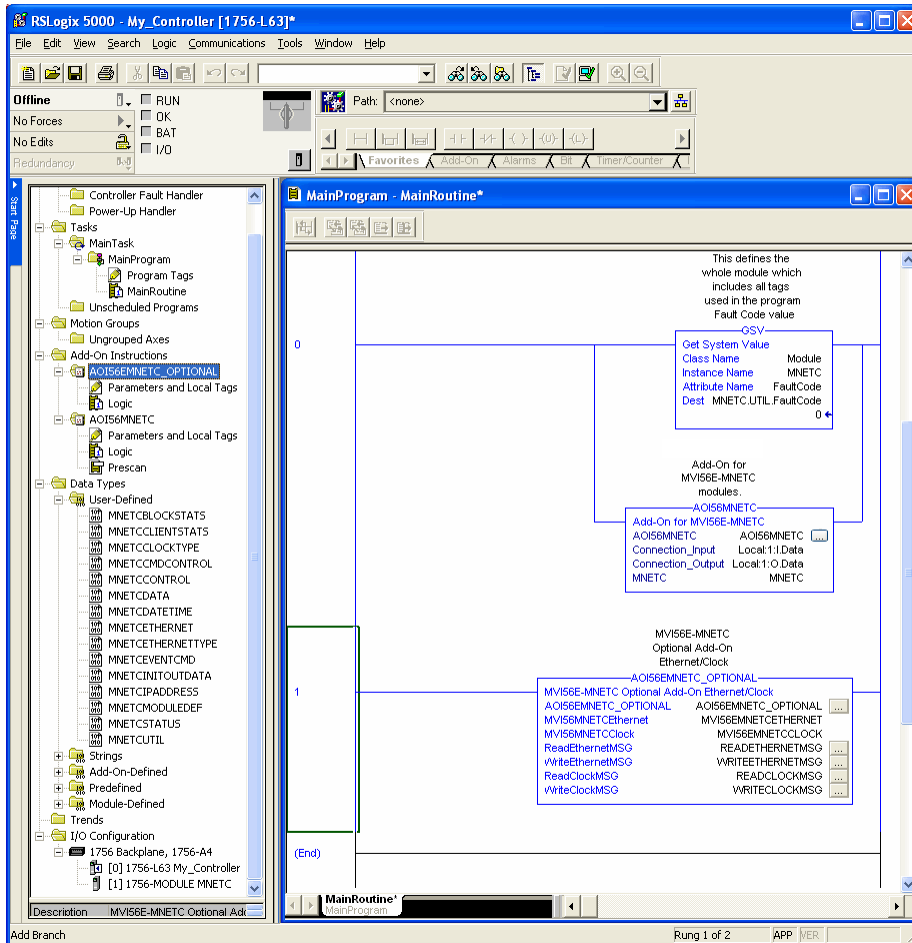 RSLogix 5000 - My_Controller [1756-L63]*
File Edit View Search Logic Communications Tools Window Help
Offline
RUN
No Forces
OK
No Edits
BAT
Redundancy
I/O
Path: <none>
Favorites Add-On Alarms Bit Timer/Counter
Start Page
Controller Fault Handler
Power-Up Handler
Tasks
MainTask
MainProgram
Program Tags
MainRoutine
Unscheduled Programs
Motion Groups
Ungrouped Axes
Add-On Instructions
AOI56EMNETC_OPTIONAL
Parameters and Local Tags
Logic
AOI56MNETC
Parameters and Local Tags
Logic
Prescan
Data Types
User-Defined
MNETCBLOCKSTATS
MNETCCLIENTSTATS
MNETCCLOCKTYPE
MNETCCMDCONTROL
MNETCCONTROL
MNETCDATA
MNETCDATETIME
MNETCETHERNET
MNETCETHERNETTYPE
MNETCEVENTCMD
MNETCINITOUTDATA
MNETCIPADDRESS
MNETCMODULEDEF
MNETCSTATUS
MNETCUTIL
Strings
Add-On-Defined
Predefined
Module-Defined
Trends
I/O Configuration
1756 Backplane, 1756-A4
[0] 1756-L63 My_Controller
[1] 1756-MODULE MNETC
Description MVI56E-MNETC Optional Add
MainProgram - MainRoutine*
This defines the
whole module which
includes all tags
used in the program
Fault Code value
0
GSV
Get System Value
Class Name Module
Instance Name MNETC
Attribute Name FaultCode
Dest MNETC.UTIL.FaultCode
0
Add-On for
MVI56E-MNETC
modules.
AOI56MNETC
Add-On for MVI56E-MNETC
AOI56MNETC AOI56MNETC ...
Connection_Input Local:1:I.Data
Connection_Output Local:1:O.Data
MNETC MNETC
MVI56E-MNETC
Optional Add-On
Ethernet/Clock
1
AOI56EMNETC_OPTIONAL
MVI56E-MNETC Optional Add-On Ethernet/Clock
AOI56EMNETC_OPTIONAL AOI56EMNETC_OPTIONAL ...
MVI56MNETCEthernet MVI56EMNETCETHERNET
MVI56MNETCClock MVI56EMNETCCLOCK
ReadEthernetMSG READETHERNETMSG ...
WriteEthernetMSG WRITEETHERNETMSG ...
ReadClockMSG READCLOCKMSG ...
WriteClockMSG WRITECLOCKMSG ...
(End)
MainRoutine*
MainProgram
Add Branch
Rung 1 of 2 APP VER